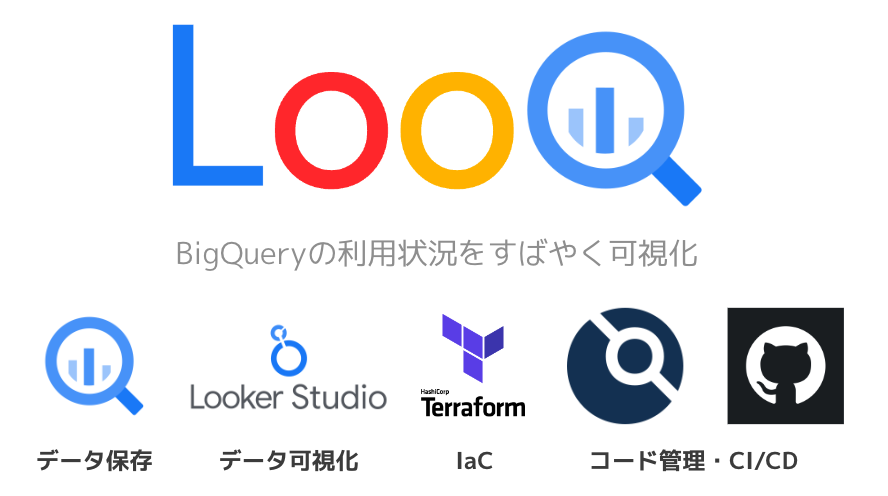 LooQ
BigQueryの利用状況をすばやく可視化
Looker Studio
HashiCorp
Terraform
データ保存
データ可視化
IaC
コード管理・CI/CD